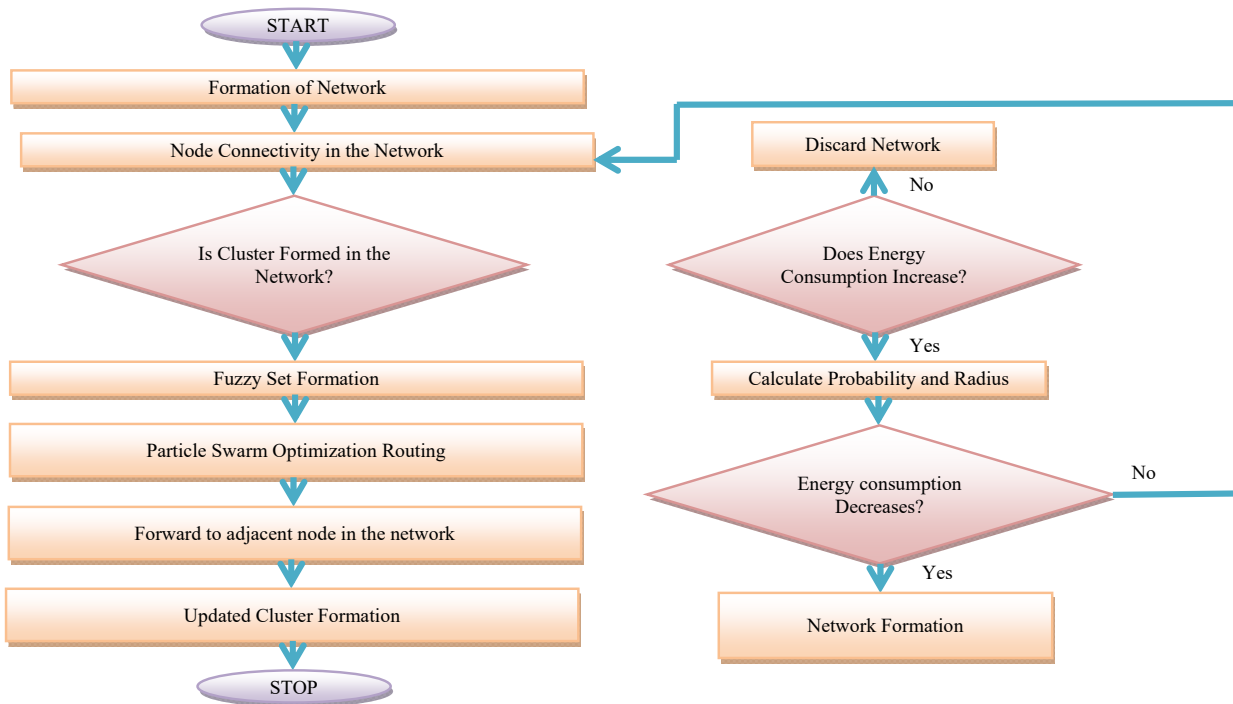 START
Formation of Network
Node Connectivity in the Network
Is Cluster Formed in the
Network?
Fuzzy Set Formation
Particle Swarm Optimization Routing
Forward to adjacent node in the network
Updated Cluster Formation
STOP
Discard Network
No
Does Energy
Consumption Increase?
Yes
Calculate Probability and Radius
Energy consumption
Decreases?
No
Yes
Network Formation